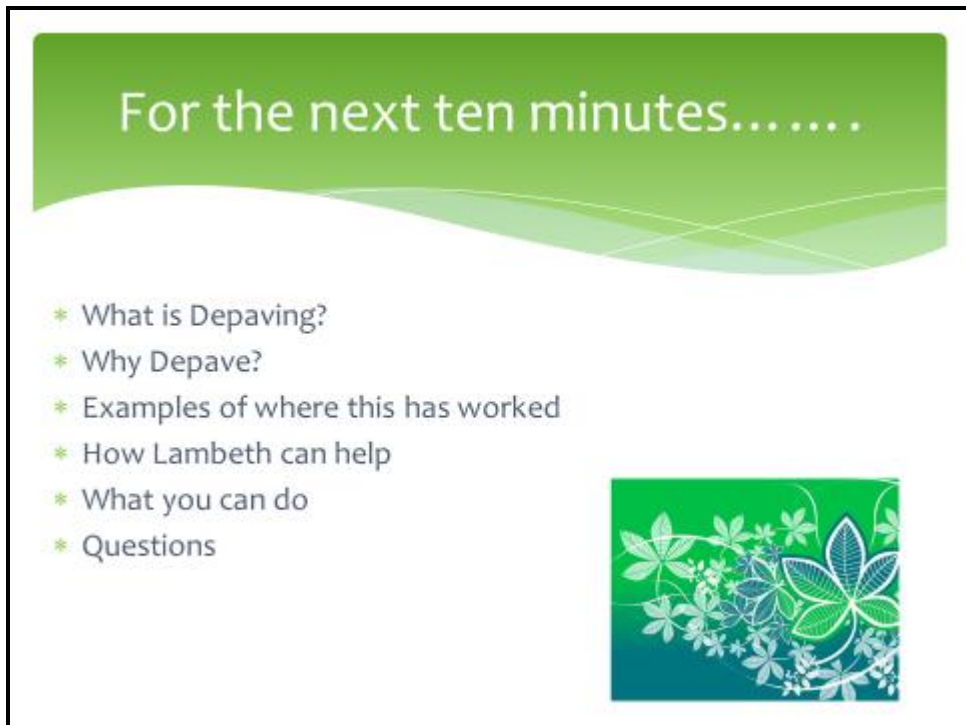 For the next ten minutes…….
* What is Depaving?
* Why Depave?
* Examples of where this has worked
* How Lambeth can help
* What you can do
* Questions